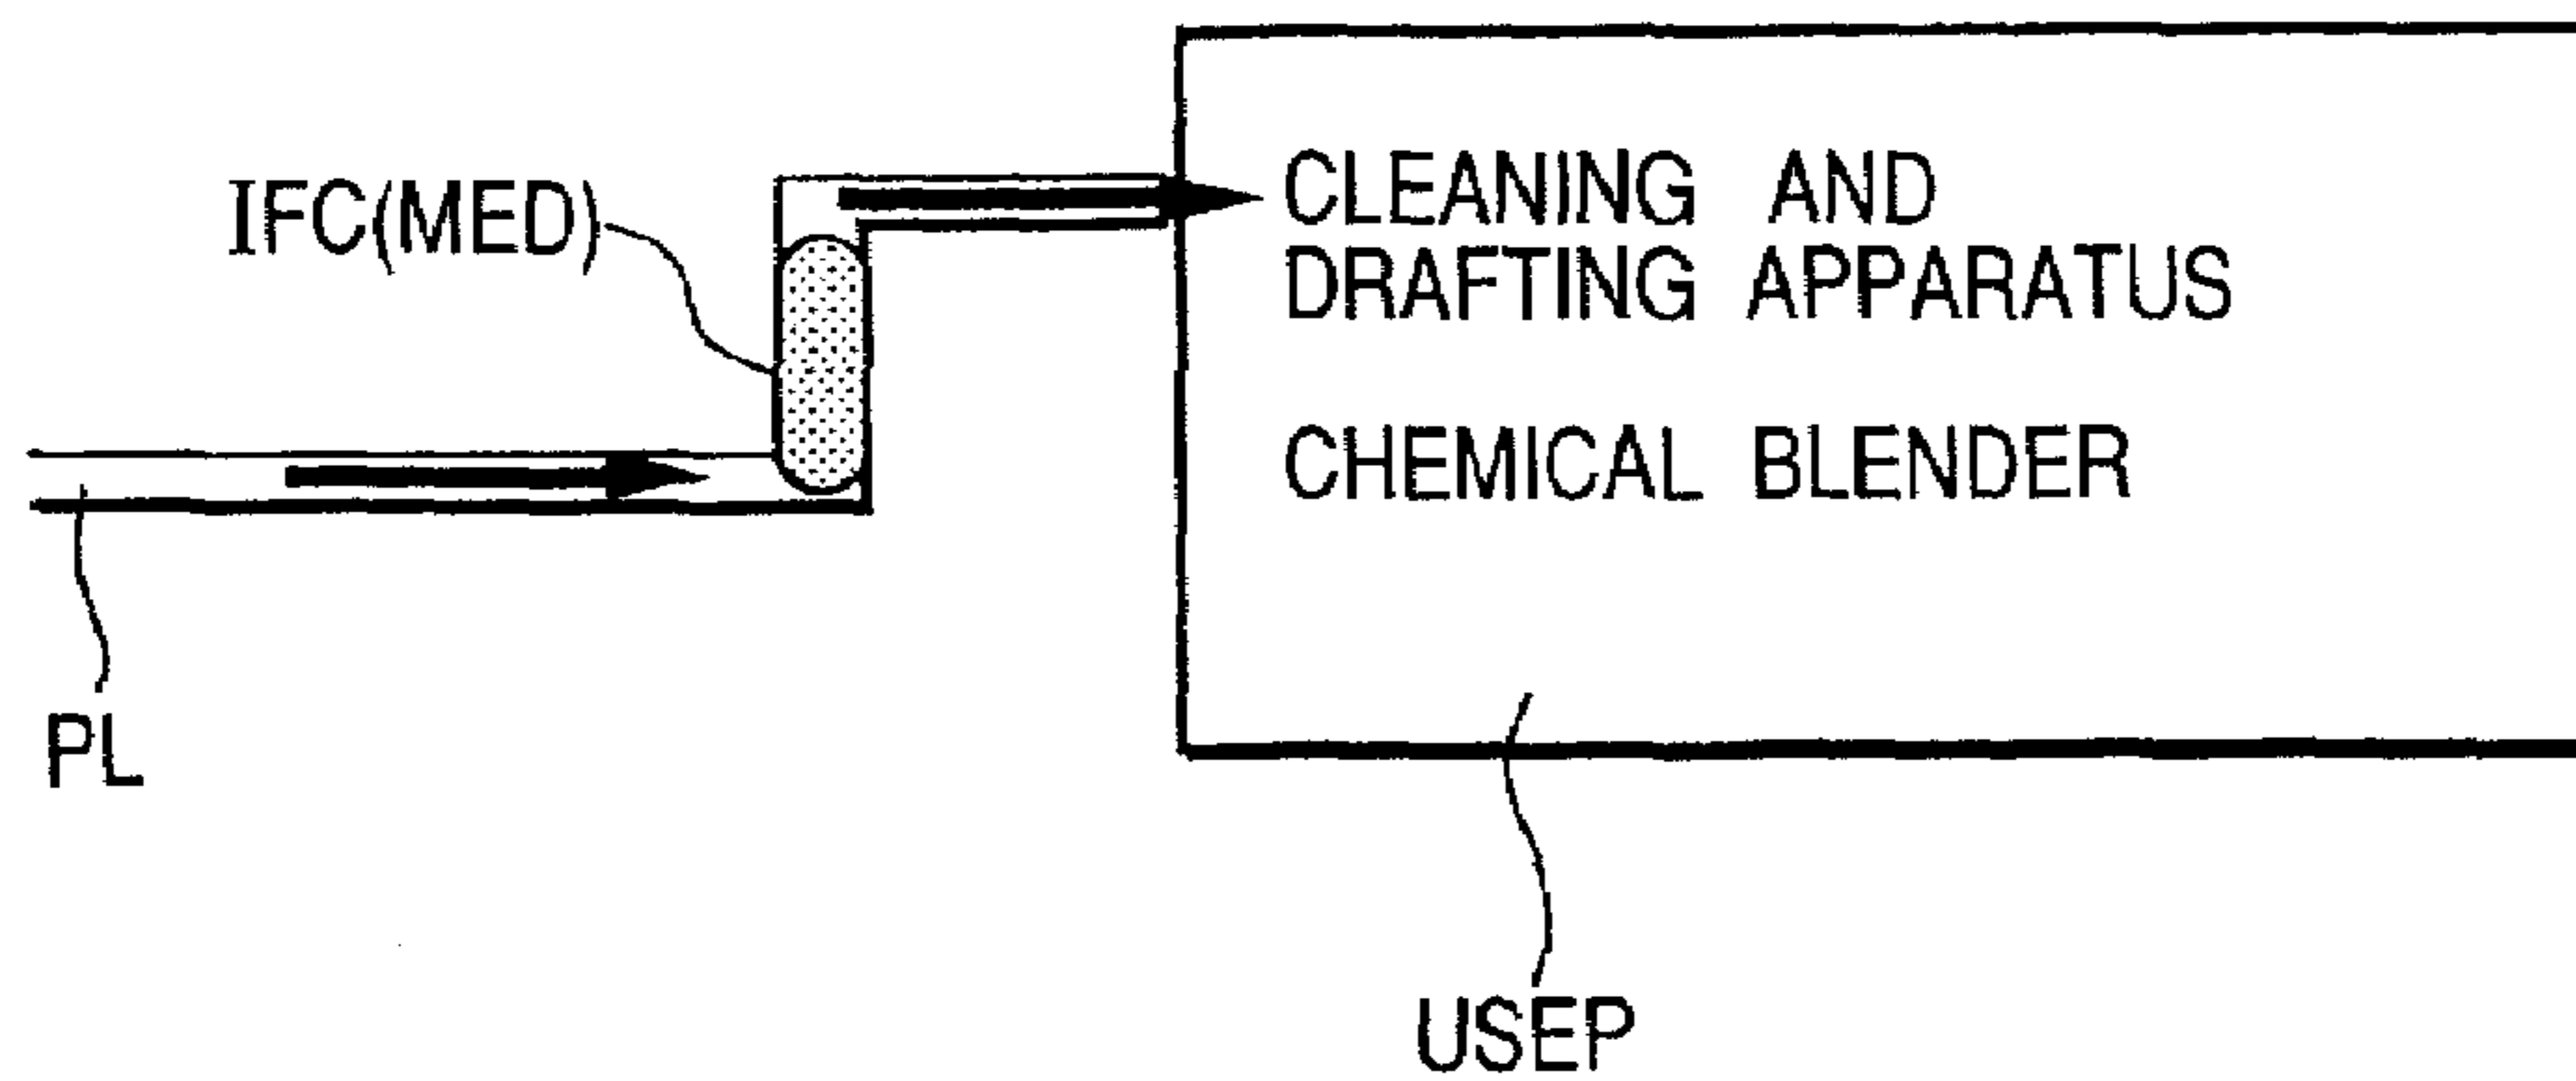 IFC(MED)
CLEANING AND
DRAFTING APPARATUS
CHEMICAL BLENDER
PL
USEP